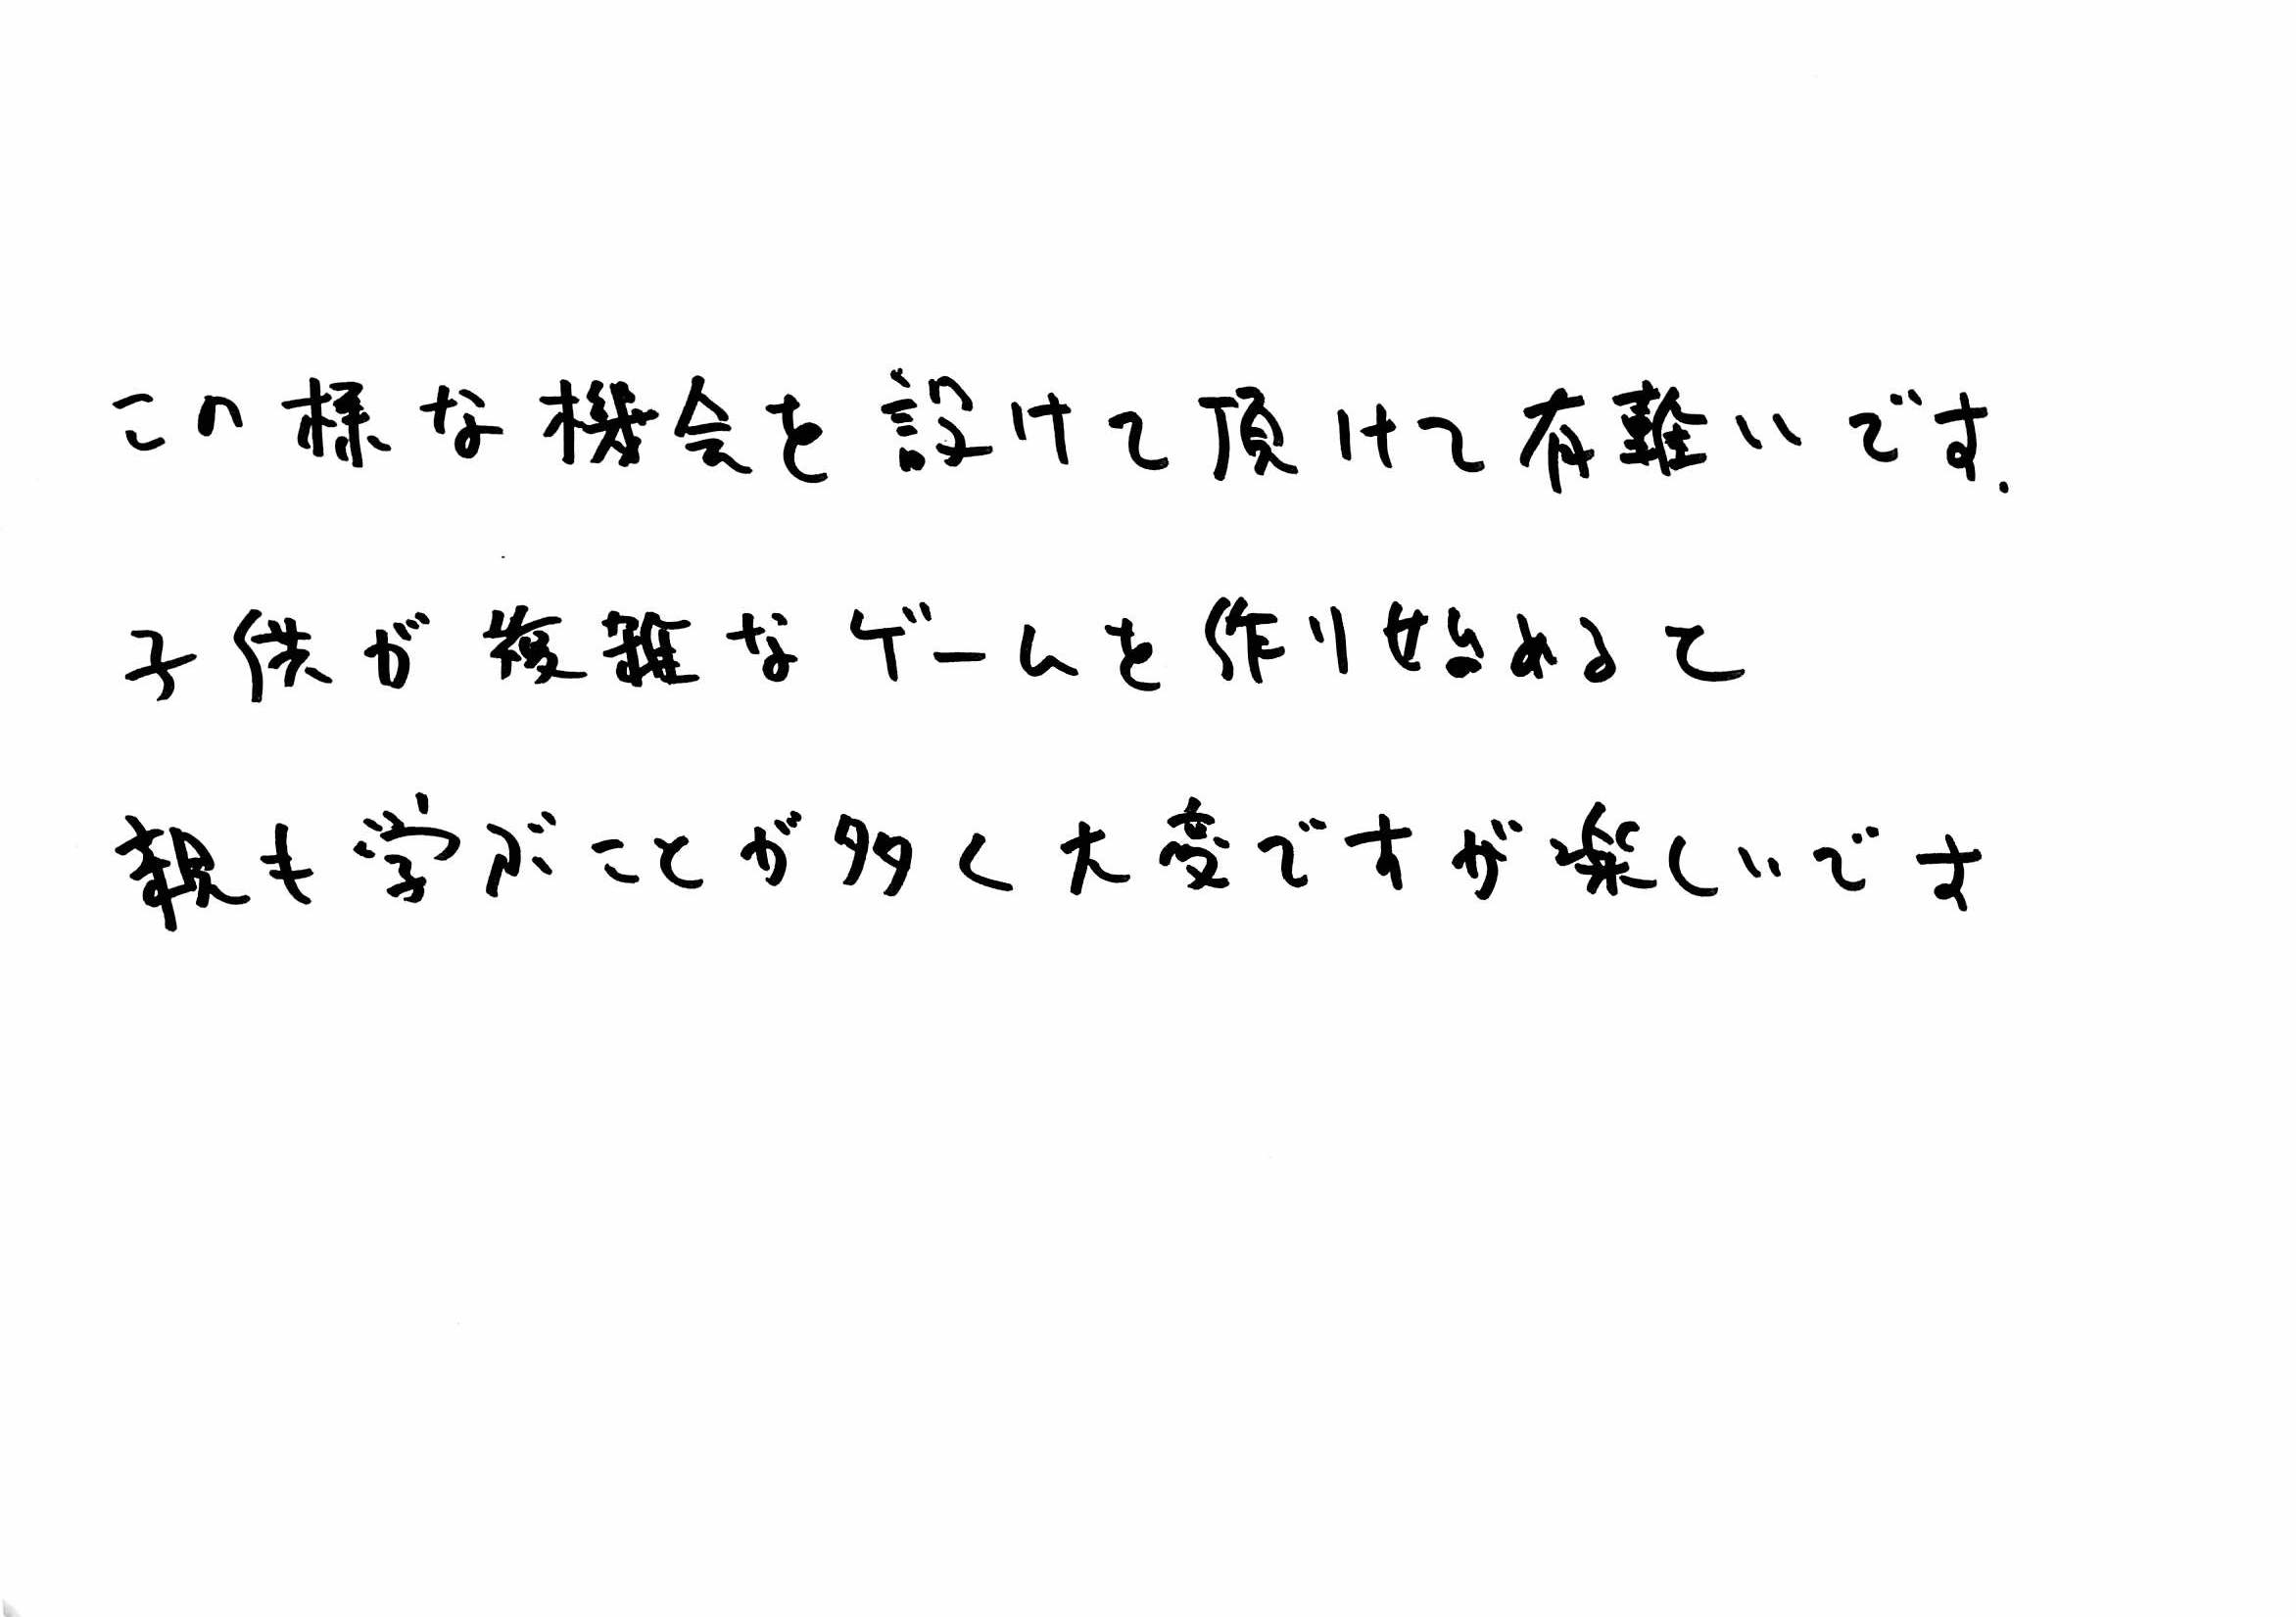 この様な機会を設けて頂けて有難いです.
子供が複雑なゲームを作り始めるて
親も学ぶことが多く大変ですが楽しいです